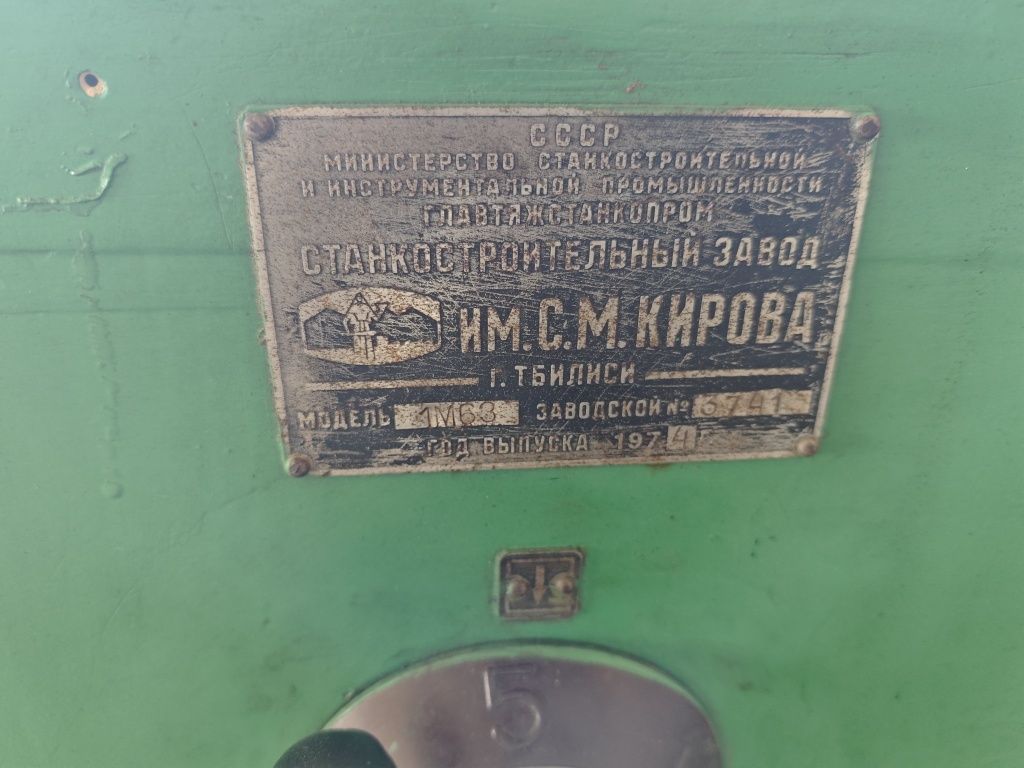 СССР
МИНИСТЕРСТВО СТАНКОСТРОИТЕЛЬНОЙ
И ИНСТРУМЕНТАЛЬНОЙ ПРОМЫШЛЕННОСТИ
ГЛАВТЯЖСТАНКОПРОМ
СТАНКОСТРОИТЕЛЬНЫЙ ЗАВОД
ИМ. С. М. КИРОВА
Г. ТБИЛИСИ
МОДЕЛЬ 1М63 ЗАВОДСКОЙ №
ГОД ВЫПУСКА 1974 Г
5